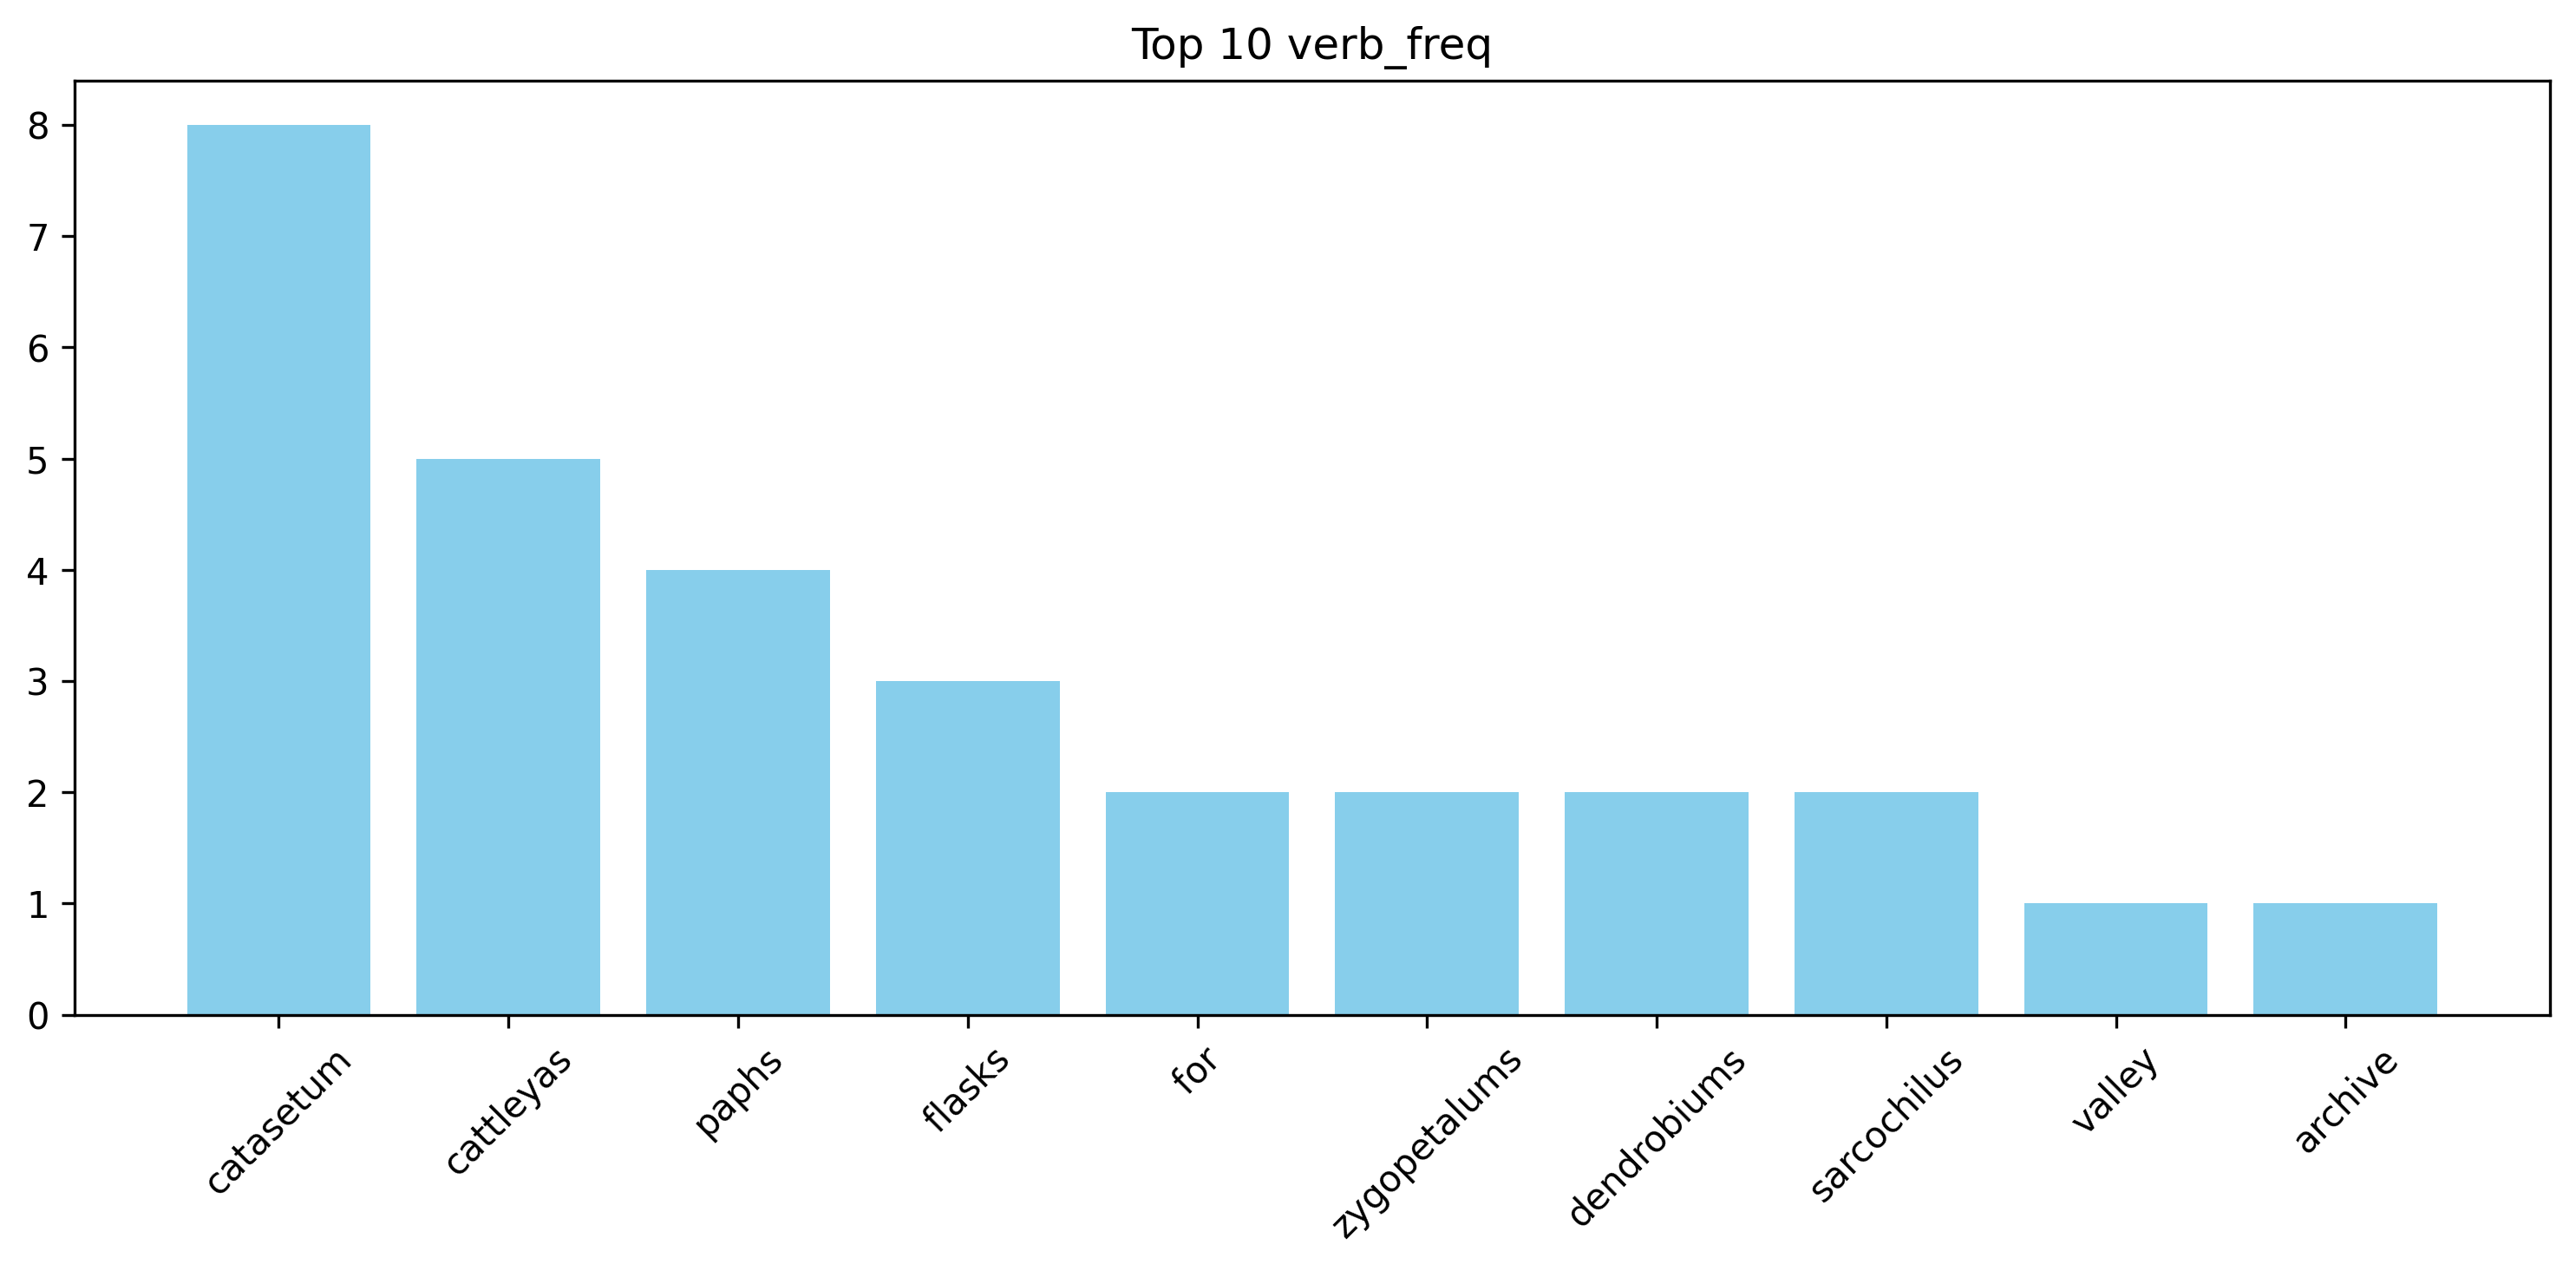 Top 10 verb_freq
8
7
6
5
4
3
2
1
0
catasetum
cattleyas
paphs
flasks
for
zygopetalums
dendrobiums
sarcochilus
valley
archive